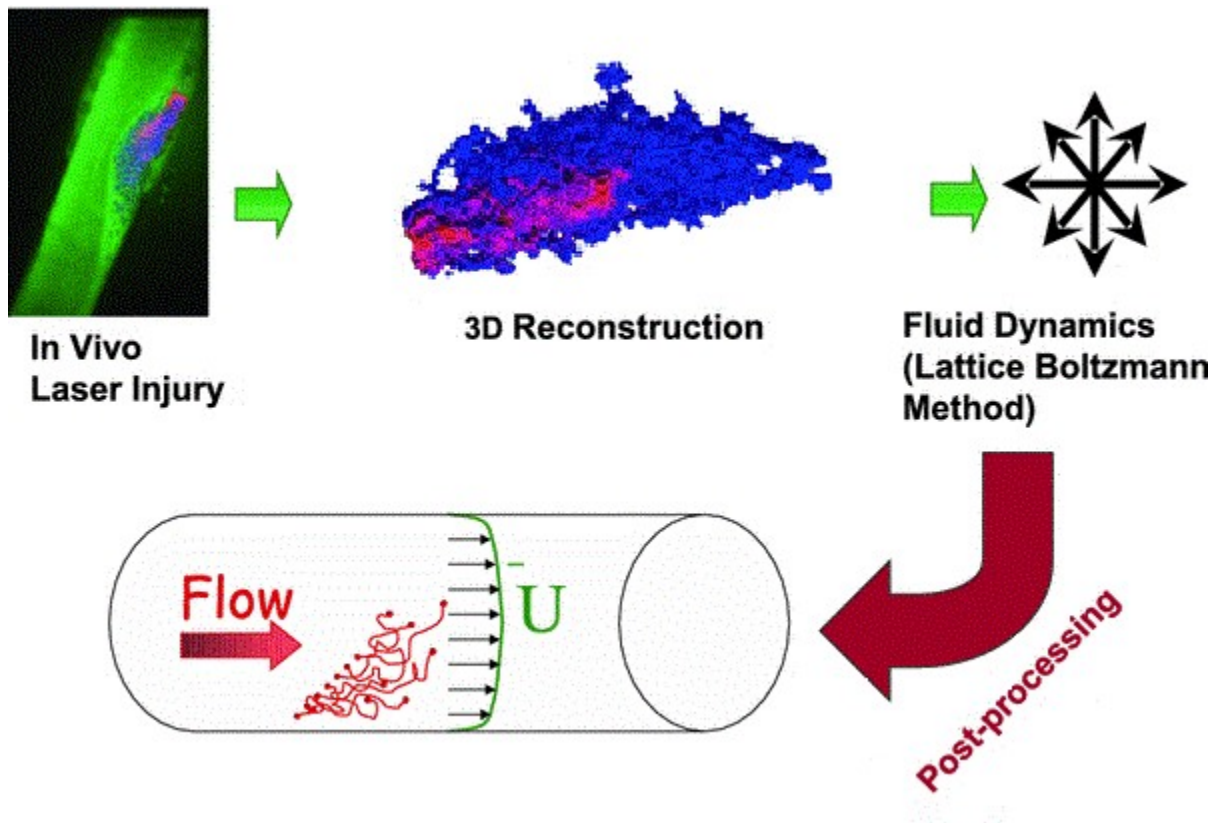 In Vivo
Laser Injury
3D Reconstruction
Fluid Dynamics
(Lattice Boltzmann
Method)
Flow
Ū
Post-processing